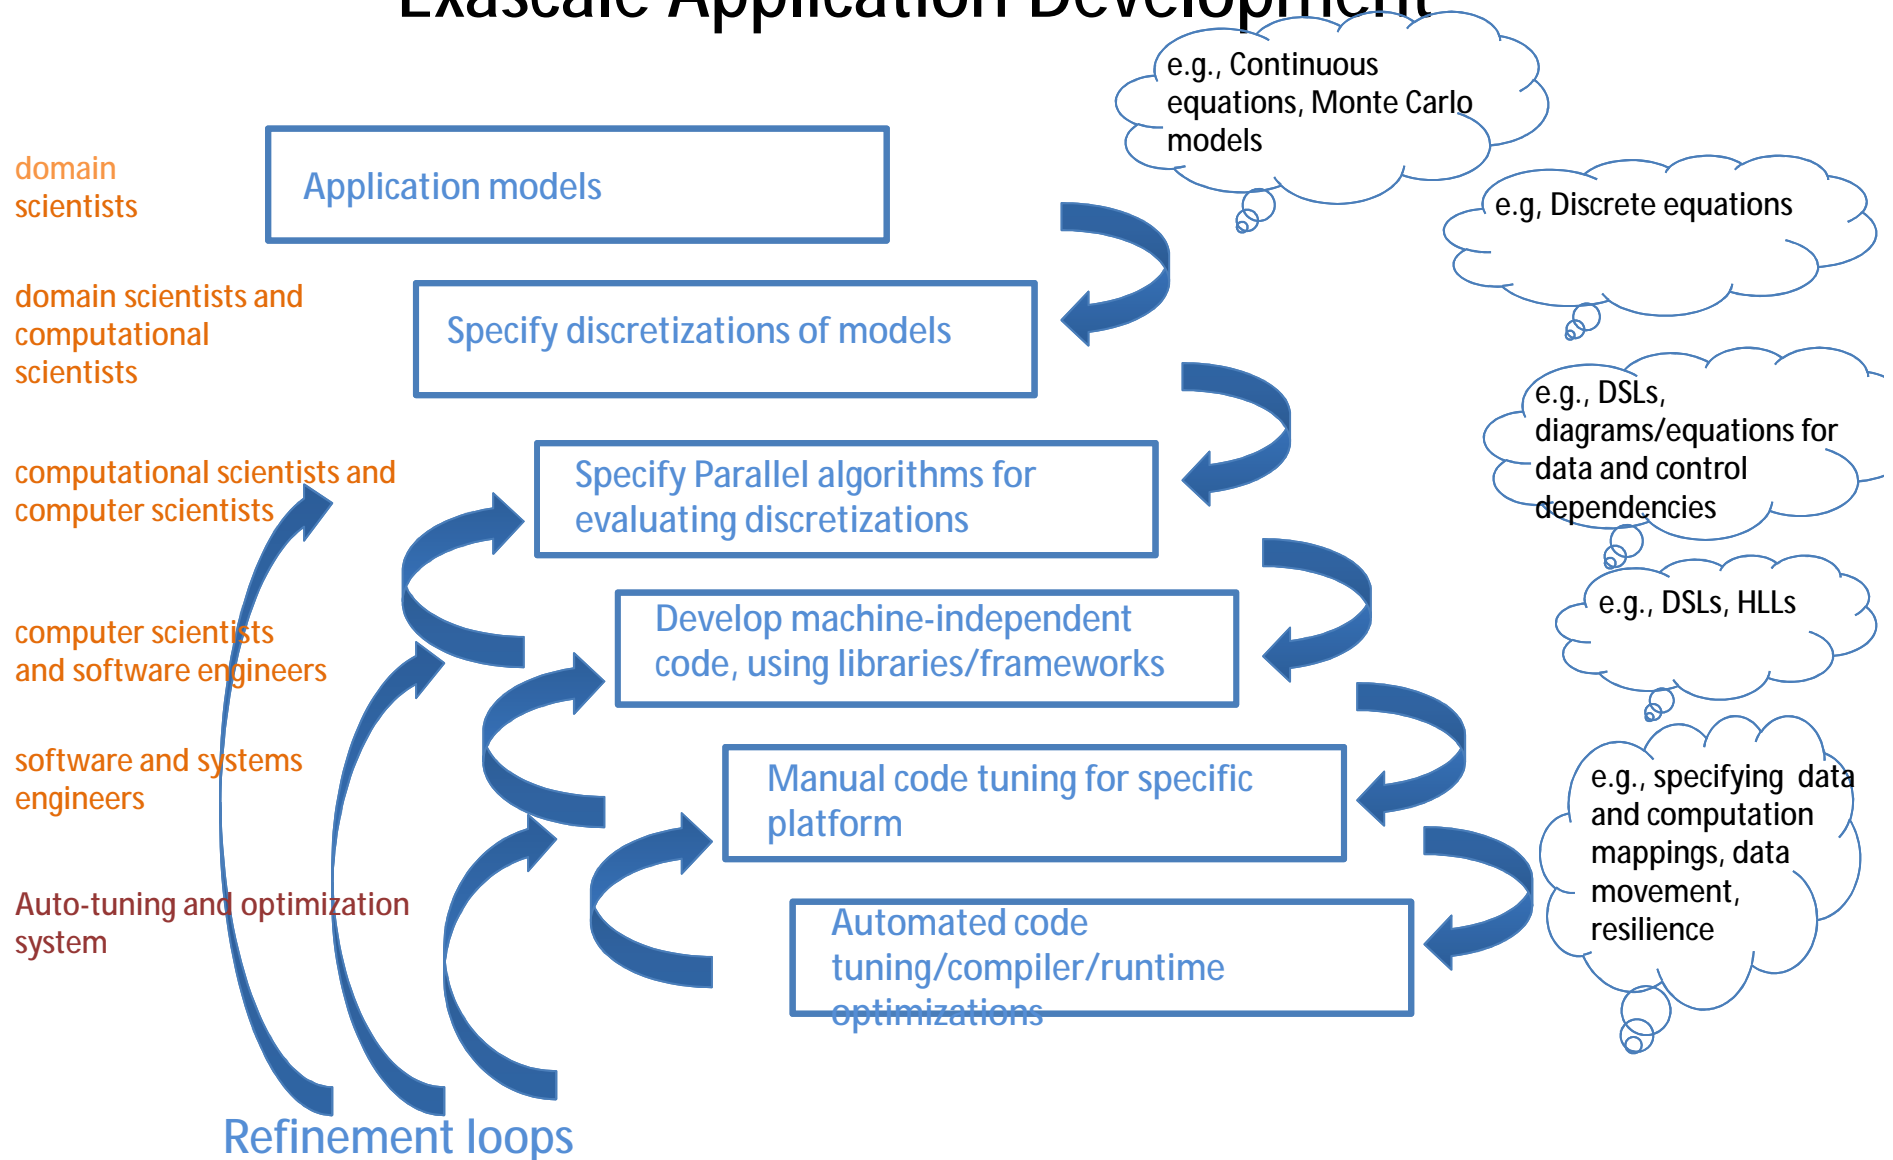 Exascale Application Development
e.g., Continuous
equations, Monte Carlo
models
domain
scientists
Application models
e.g, Discrete equations
domain scientists and
computational
scientists
Specify discretizations of models
e.g., DSLs,
diagrams/equations for
data and control
dependencies
computational scientists and
computer scientists
Specify Parallel algorithms for
evaluating discretizations
e.g., DSLs, HLLs
computer scientists
and software engineers
Develop machine-independent
code, using libraries/frameworks
software and systems
engineers
Manual code tuning for specific
platform
e.g., specifying data
and computation
mappings, data
movement,
resilience
Auto-tuning and optimization
system
Automated code
tuning/compiler/runtime
optimizations
Refinement loops